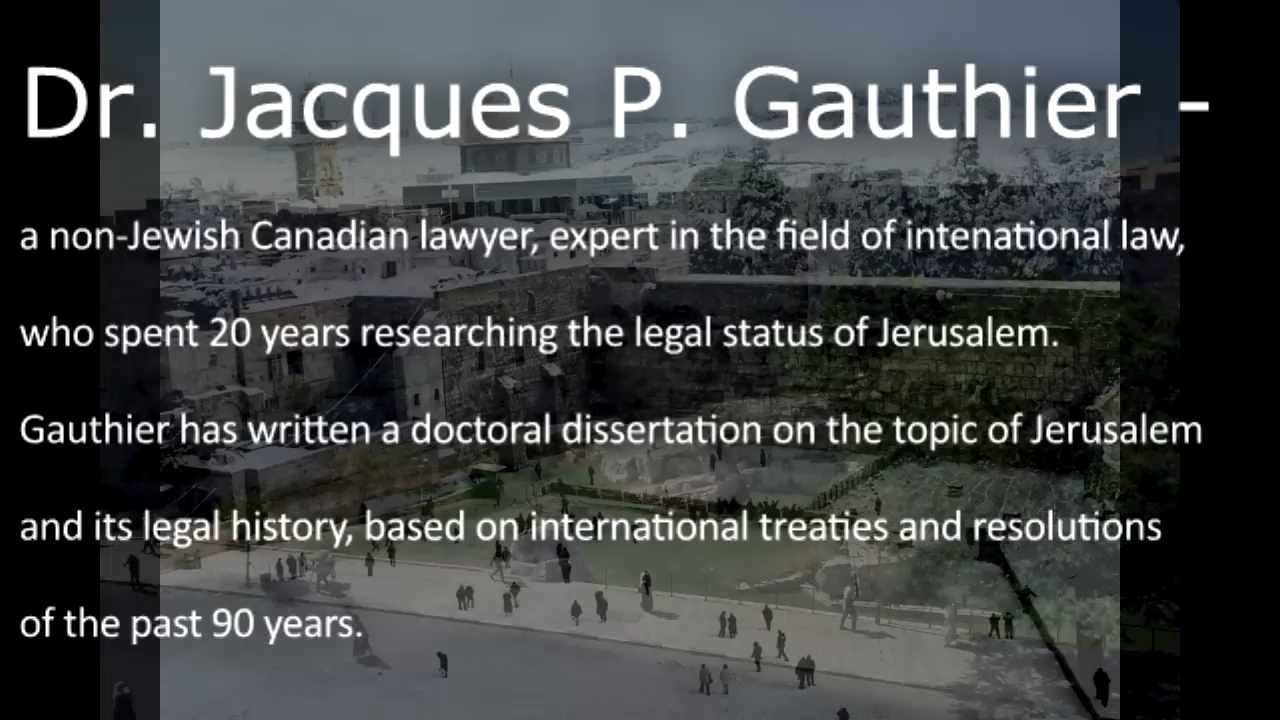 Dr. Jacques P. Gauthier -
a non-Jewish Canadian lawyer, expert in the field of intenational law,
who spent 20 years researching the legal status of Jerusalem.
Gauthier has written a doctoral dissertation on the topic of Jerusalem
and its legal history, based on international treaties and resolutions
of the past 90 years.